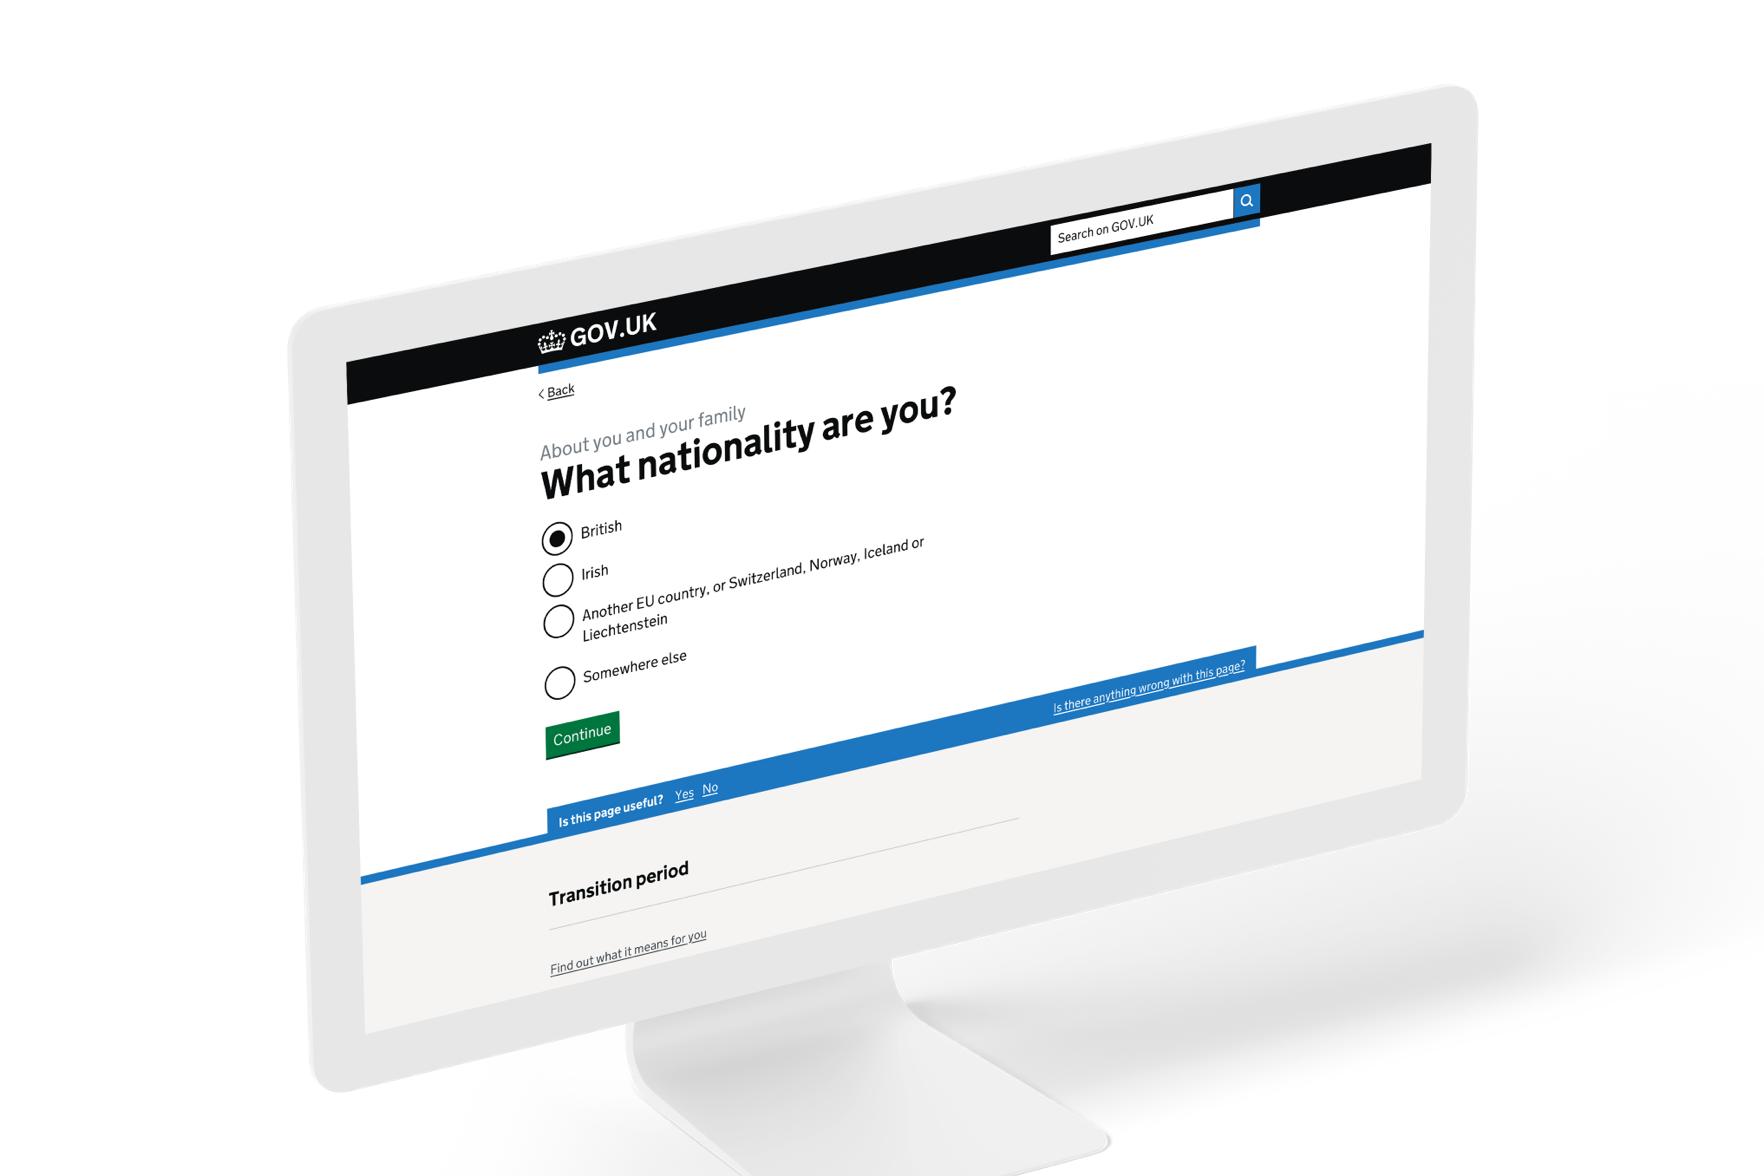 Search on GOV.UK
GOV.UK
Back
About you and your family
What nationality are you?
British
Irish
Another EU country, or Switzerland, Norway, Iceland or
Liechtenstein
Somewhere else
Continue
Is this page useful? Yes No
Is there anything wrong with this page?
Transition period
Find out what it means for you